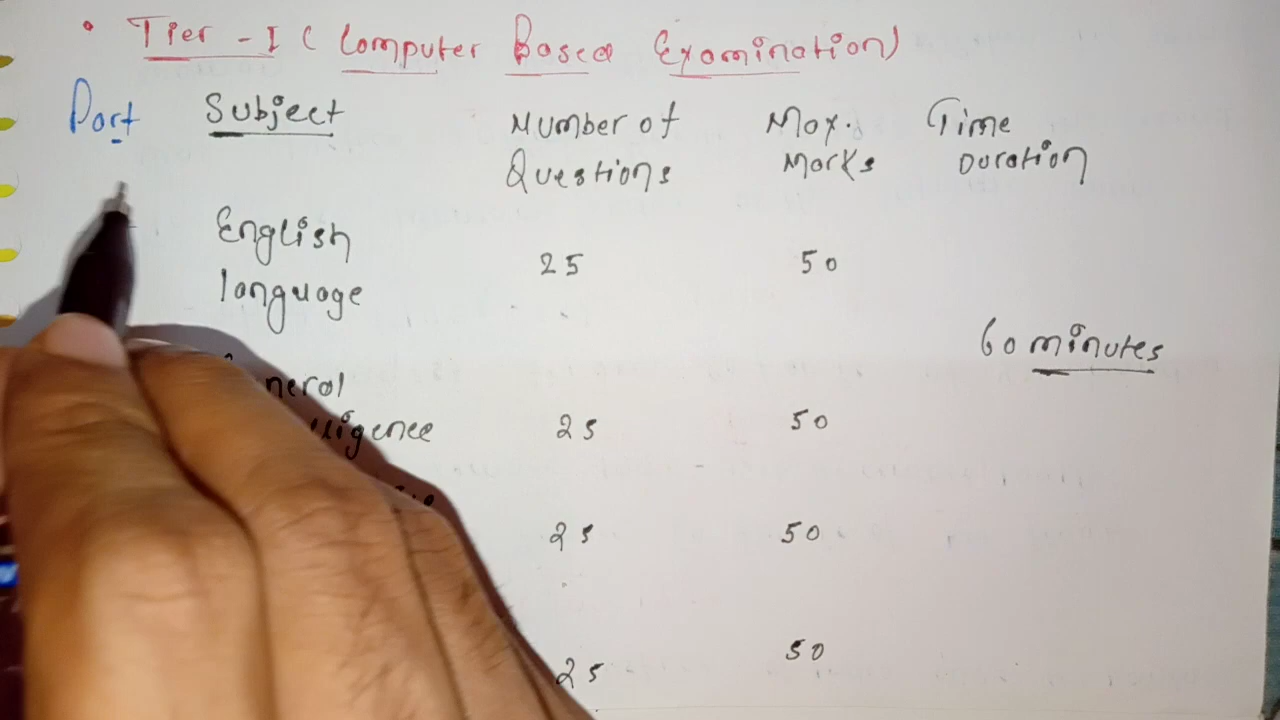 • Tier - I ( Computer Based Examination)
Part Subject Number of Questions Max. Marks Time Duration
English language 25 50
60 minutes
25 50
25 50
25 50